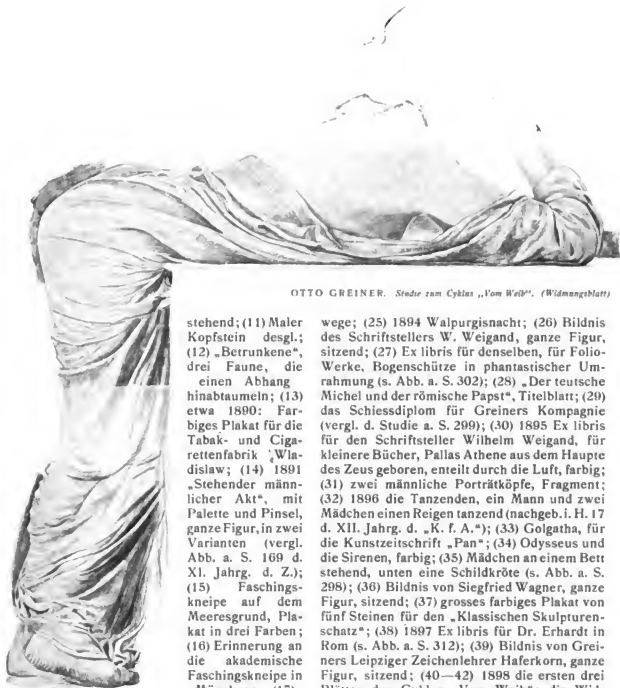 OTTO GREINER. Studie zum Cyklus „Vom Weib". (Widmungsblatt)
stehend; (11) Maler
Kopfstein desgl.;
(12) „Betrunkene",
drei Faune, die
einen Abhang
hinabtaumeln; (13)
etwa 1890: Far-
biges Plakat für die
Tabak- und Ciga-
rettenfabrik „Wla-
dislaw; (14) 1891
„Stehender männ-
licher Akt", mit
Palette und Pinsel,
ganze Figur, in zwei
Varianten (vergl.
Abb. a. S. 169 d.
XI. Jahrg. d. Z.);
(15) Faschings-
kneipe auf dem
Meeresgrund, Pla-
kat in drei Farben;
(16) Erinnerung an
die akademische
Faschingskneipe in
wege; (25) 1894 Walpurgisnacht; (26) Bildnis
des Schriftstellers W. Weigand, ganze Figur,
sitzend; (27) Ex libris für denselben, für Folio-
Werke, Bogenschütze in phantastischer Um-
rahmung (s. Abb. a. S. 302); (28) „Der teutsche
Michel und der römische Papst", Titelblatt; (29)
das Schiessdiplom für Greiners Kompagnie
(vergl. d. Studie a. S. 299); (30) 1895 Ex libris
für den Schriftsteller Wilhelm Weigand, für
kleinere Bücher, Pallas Athene aus dem Haupte
des Zeus geboren, enteilt durch die Luft, farbig;
(31) zwei männliche Porträtköpfe, Fragment;
(32) 1896 die Tanzenden, ein Mann und zwei
Mädchen einen Reigen tanzend (nachgeb. i. H. 17
d. XII. Jahrg. d. „K. f. A."); (33) Golgatha, für
die Kunstzeitschrift „Pan"; (34) Odysseus und
die Sirenen, farbig; (35) Mädchen an einem Bett
stehend, unten eine Schildkröte (s. Abb. a. S.
298); (36) Bildnis von Siegfried Wagner, ganze
Figur, sitzend; (37) grosses farbiges Plakat von
fünf Steinen für den „Klassischen Skulpturen-
schatz"; (38) 1897 Ex libris für Dr. Erhardt in
Rom (s. Abb. a. S. 312); (39) Bildnis von Grei-
ners Leipziger Zeichenlehrer Haferkorn, ganze
Figur, sitzend; (40—42) 1898 die ersten drei